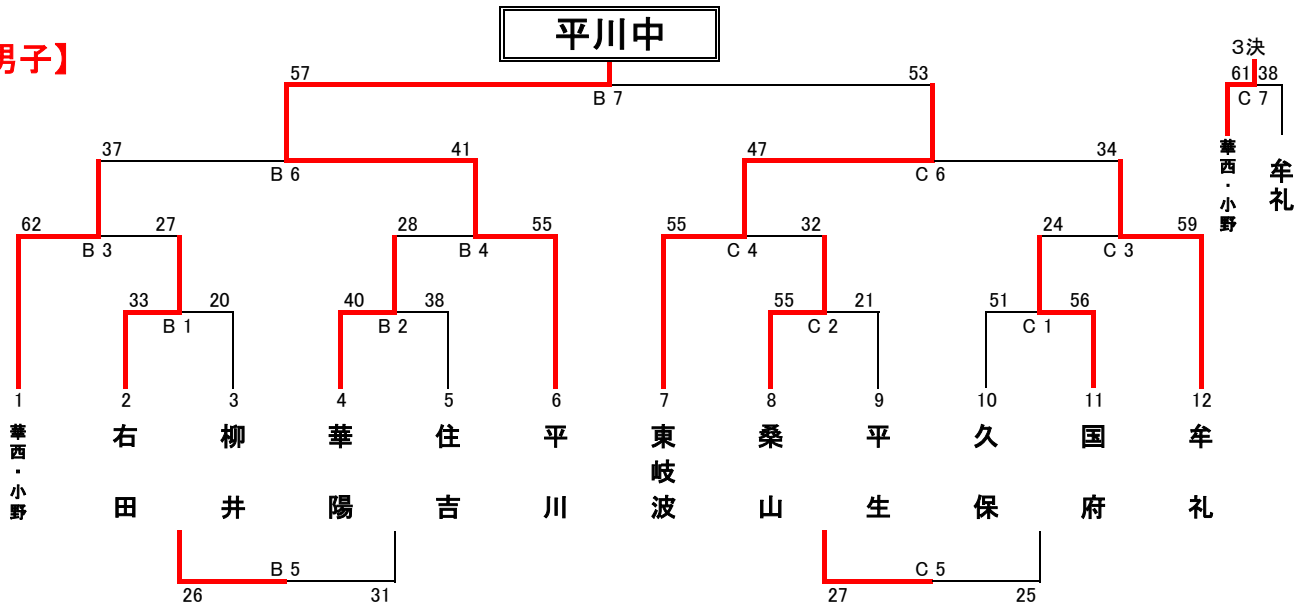 平川中
男子】
3決
57
53
61
38
B 7
C 7
37
41
47
34
華西・小野
牟礼
B 6
C 6
62
27
28
55
55
32
24
59
B 3
B 4
C 4
C 3
33
20
40
38
55
21
51
56
B 1
B 2
C 2
C 1
1
2
3
4
5
6
7
8
9
10
11
12
華西・小野
右田
柳井
華陽
住吉
平川
東岐波
桑山
平生
久保
国府
牟礼
B 5
C 5
26
31
27
25